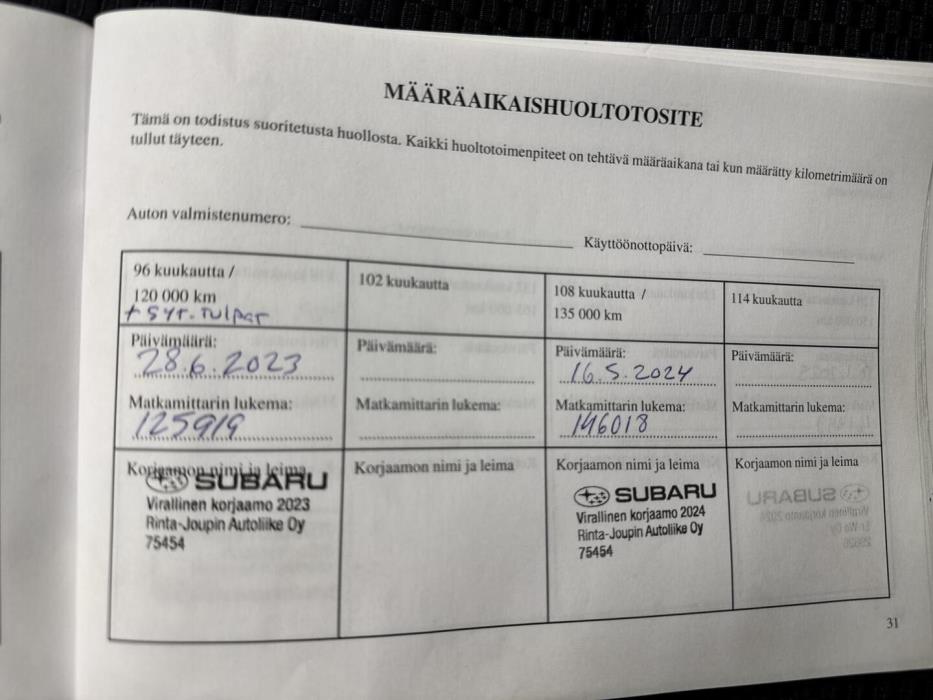 MÄÄRÄAIKAISHUOLTOTOSITE
Tämä on todistus suoritetusta huollosta. Kaikki huoltotoimenpiteet on tehtävä määräaikana tai kun määrätty kilometrimäärä on
tullut täyteen.
Auton valmistenumero:
Käyttöönottopäivä:
96 kuukautta /
120 000 km
+ Syt. tulpat
Päivämäärä:
28.6.2023
Matkamittarin lukema:
125919
Korjaamon nimi ja leima
SUBARU
Virallinen korjaamo 2023
Rinta-Joupin Autoliike Oy
75454
102 kuukautta
Päivämäärä:
Matkamittarin lukema:
Korjaamon nimi ja leima
108 kuukautta /
135 000 km
Päivämäärä:
16.5.2024
Matkamittarin lukema:
146018
Korjaamon nimi ja leima
SUBARU
Virallinen korjaamo 2024
Rinta-Joupin Autoliike Oy
75454
114 kuukautta
Päivämäärä:
Matkamittarin lukema:
Korjaamon nimi ja leima
SUBARU
31